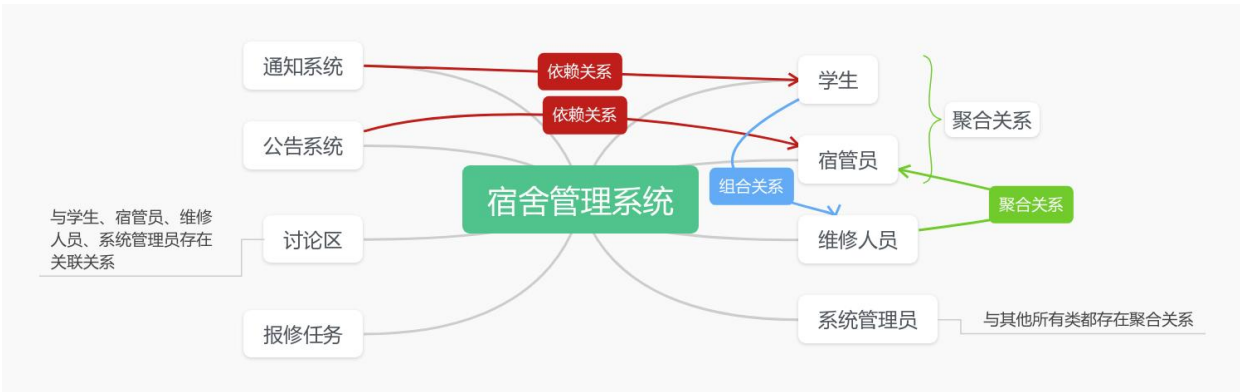 通知系统
依赖关系
学生
公告系统
依赖关系
聚合关系
宿管员
宿舍管理系统
组合关系
聚合关系
与学生、宿管员、维修
人员、系统管理员存在
关联关系
讨论区
维修人员
报修任务
系统管理员
与其他所有类都存在聚合关系